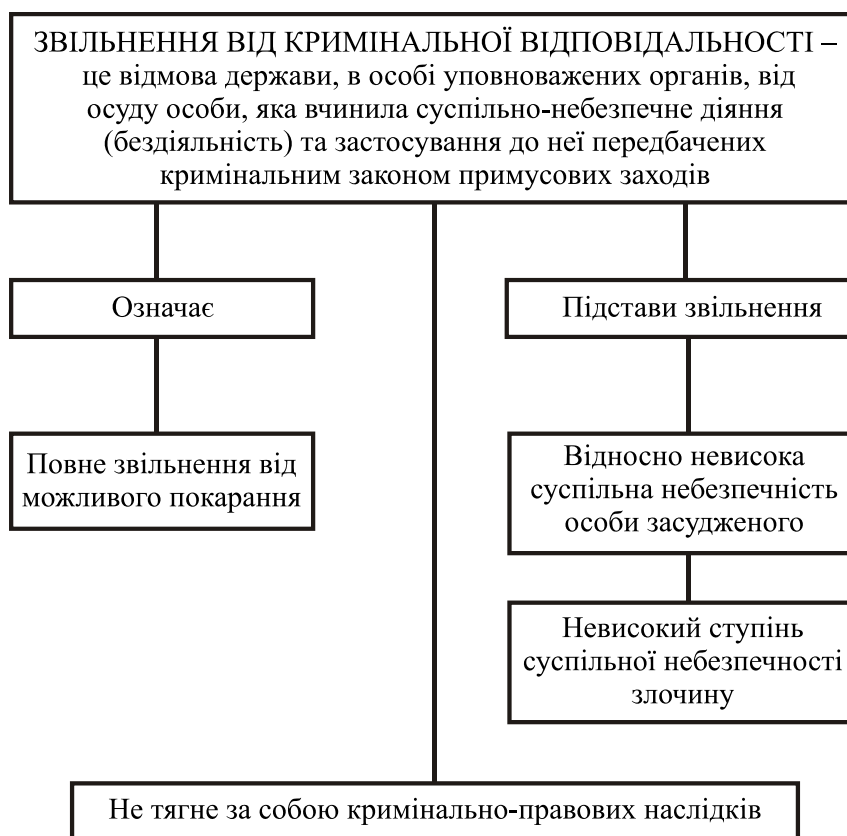 ЗВІЛЬНЕННЯ ВІД КРИМІНАЛЬНОЇ ВІДПОВІДАЛЬНОСТІ –
це відмова держави, в особі уповноважених органів, від
осуду особи, яка вчинила суспільно-небезпечне діяння
(бездіяльність) та застосування до неї передбачених
кримінальним законом примусових заходів
Означає
Повне звільнення від
можливого покарання
Підстави звільнення
Відносно невисока
суспільна небезпечність
особи засудженого
Невисокий ступінь
суспільної небезпечності
злочину
Не тягне за собою кримінально-правових наслідків